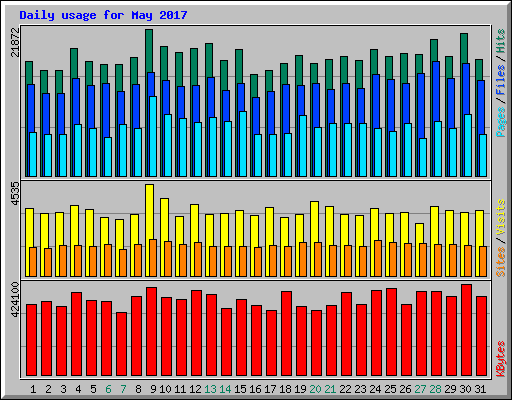 Daily usage for May 2017
21872
Pages / Files / Hits
4535
Sites / Visits
424100
KBytes
1 2 3 4 5 6 7 8 9 10 11 12 13 14 15 16 17 18 19 20 21 22 23 24 25 26 27 28 29 30 31